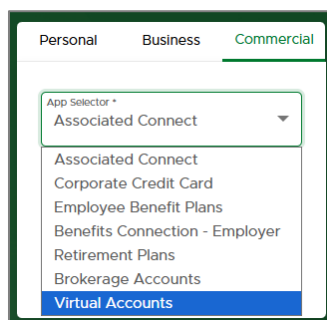 Personal Business Commercial
App Selector *
Associated Connect
Associated Connect
Corporate Credit Card
Employee Benefit Plans
Benefits Connection - Employer
Retirement Plans
Brokerage Accounts
Virtual Accounts